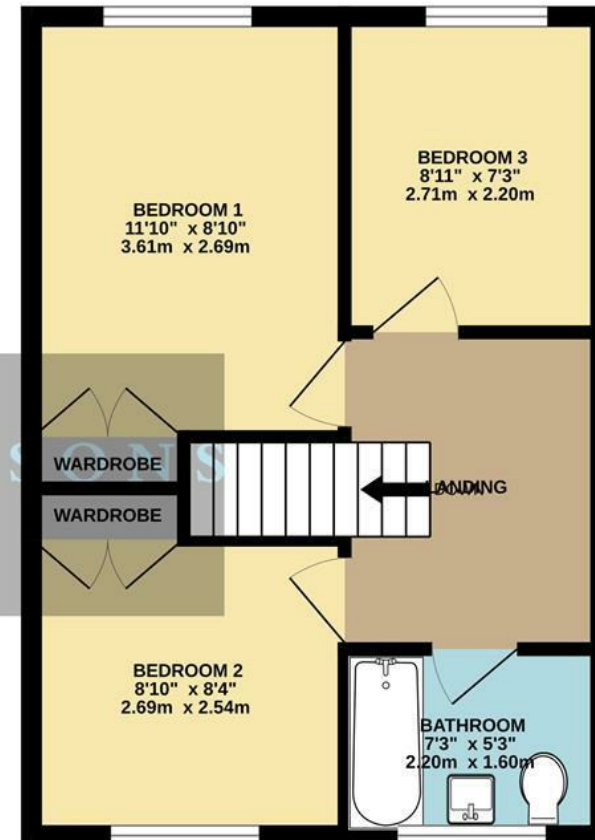 BEDROOM 1
11'10" x 8'10"
3.61m x 2.69m
BEDROOM 3
8'11" x 7'3"
2.71m x 2.20m
S O N S
WARDROBE
WARDROBE
DOWN
LANDING
BEDROOM 2
8'10" x 8'4"
2.69m x 2.54m
BATHROOM
7'3" x 5'3"
2.20m x 1.60m